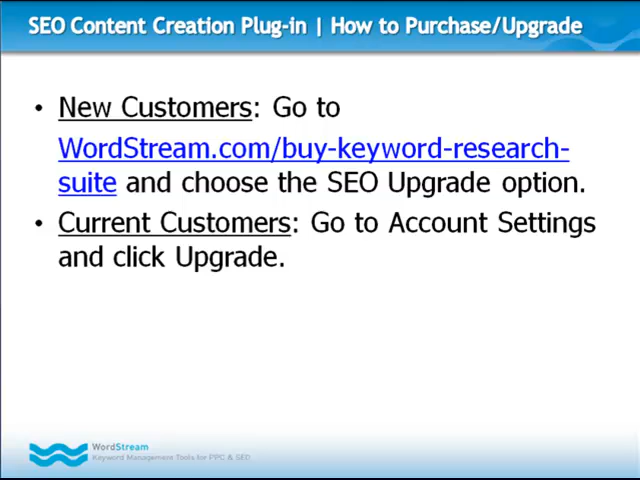 SEO Content Creation Plug-in | How to Purchase/Upgrade
• New Customers: Go to
WordStream.com/buy-keyword-research-
suite and choose the SEO Upgrade option.
• Current Customers: Go to Account Settings
and click Upgrade.
WordStream
Keyword Management Tools for PPC & SEO